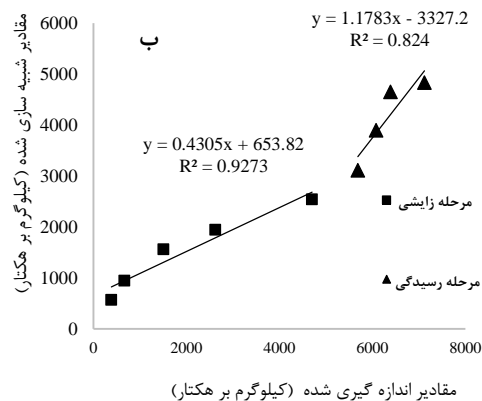 ب
y = 1.1783x - 3327.2
R² = 0.824
y = 0.4305x + 653.82
R² = 0.9273
مقادیر شبیه سازی شده (کیلوگرم بر هکتار)
6000
5000
4000
3000
2000
1000
0
مرحله زایشی
مرحله رسیدگی
0 2000 4000 6000 8000
مقادیر اندازه گیری شده (کیلوگرم بر هکتار)